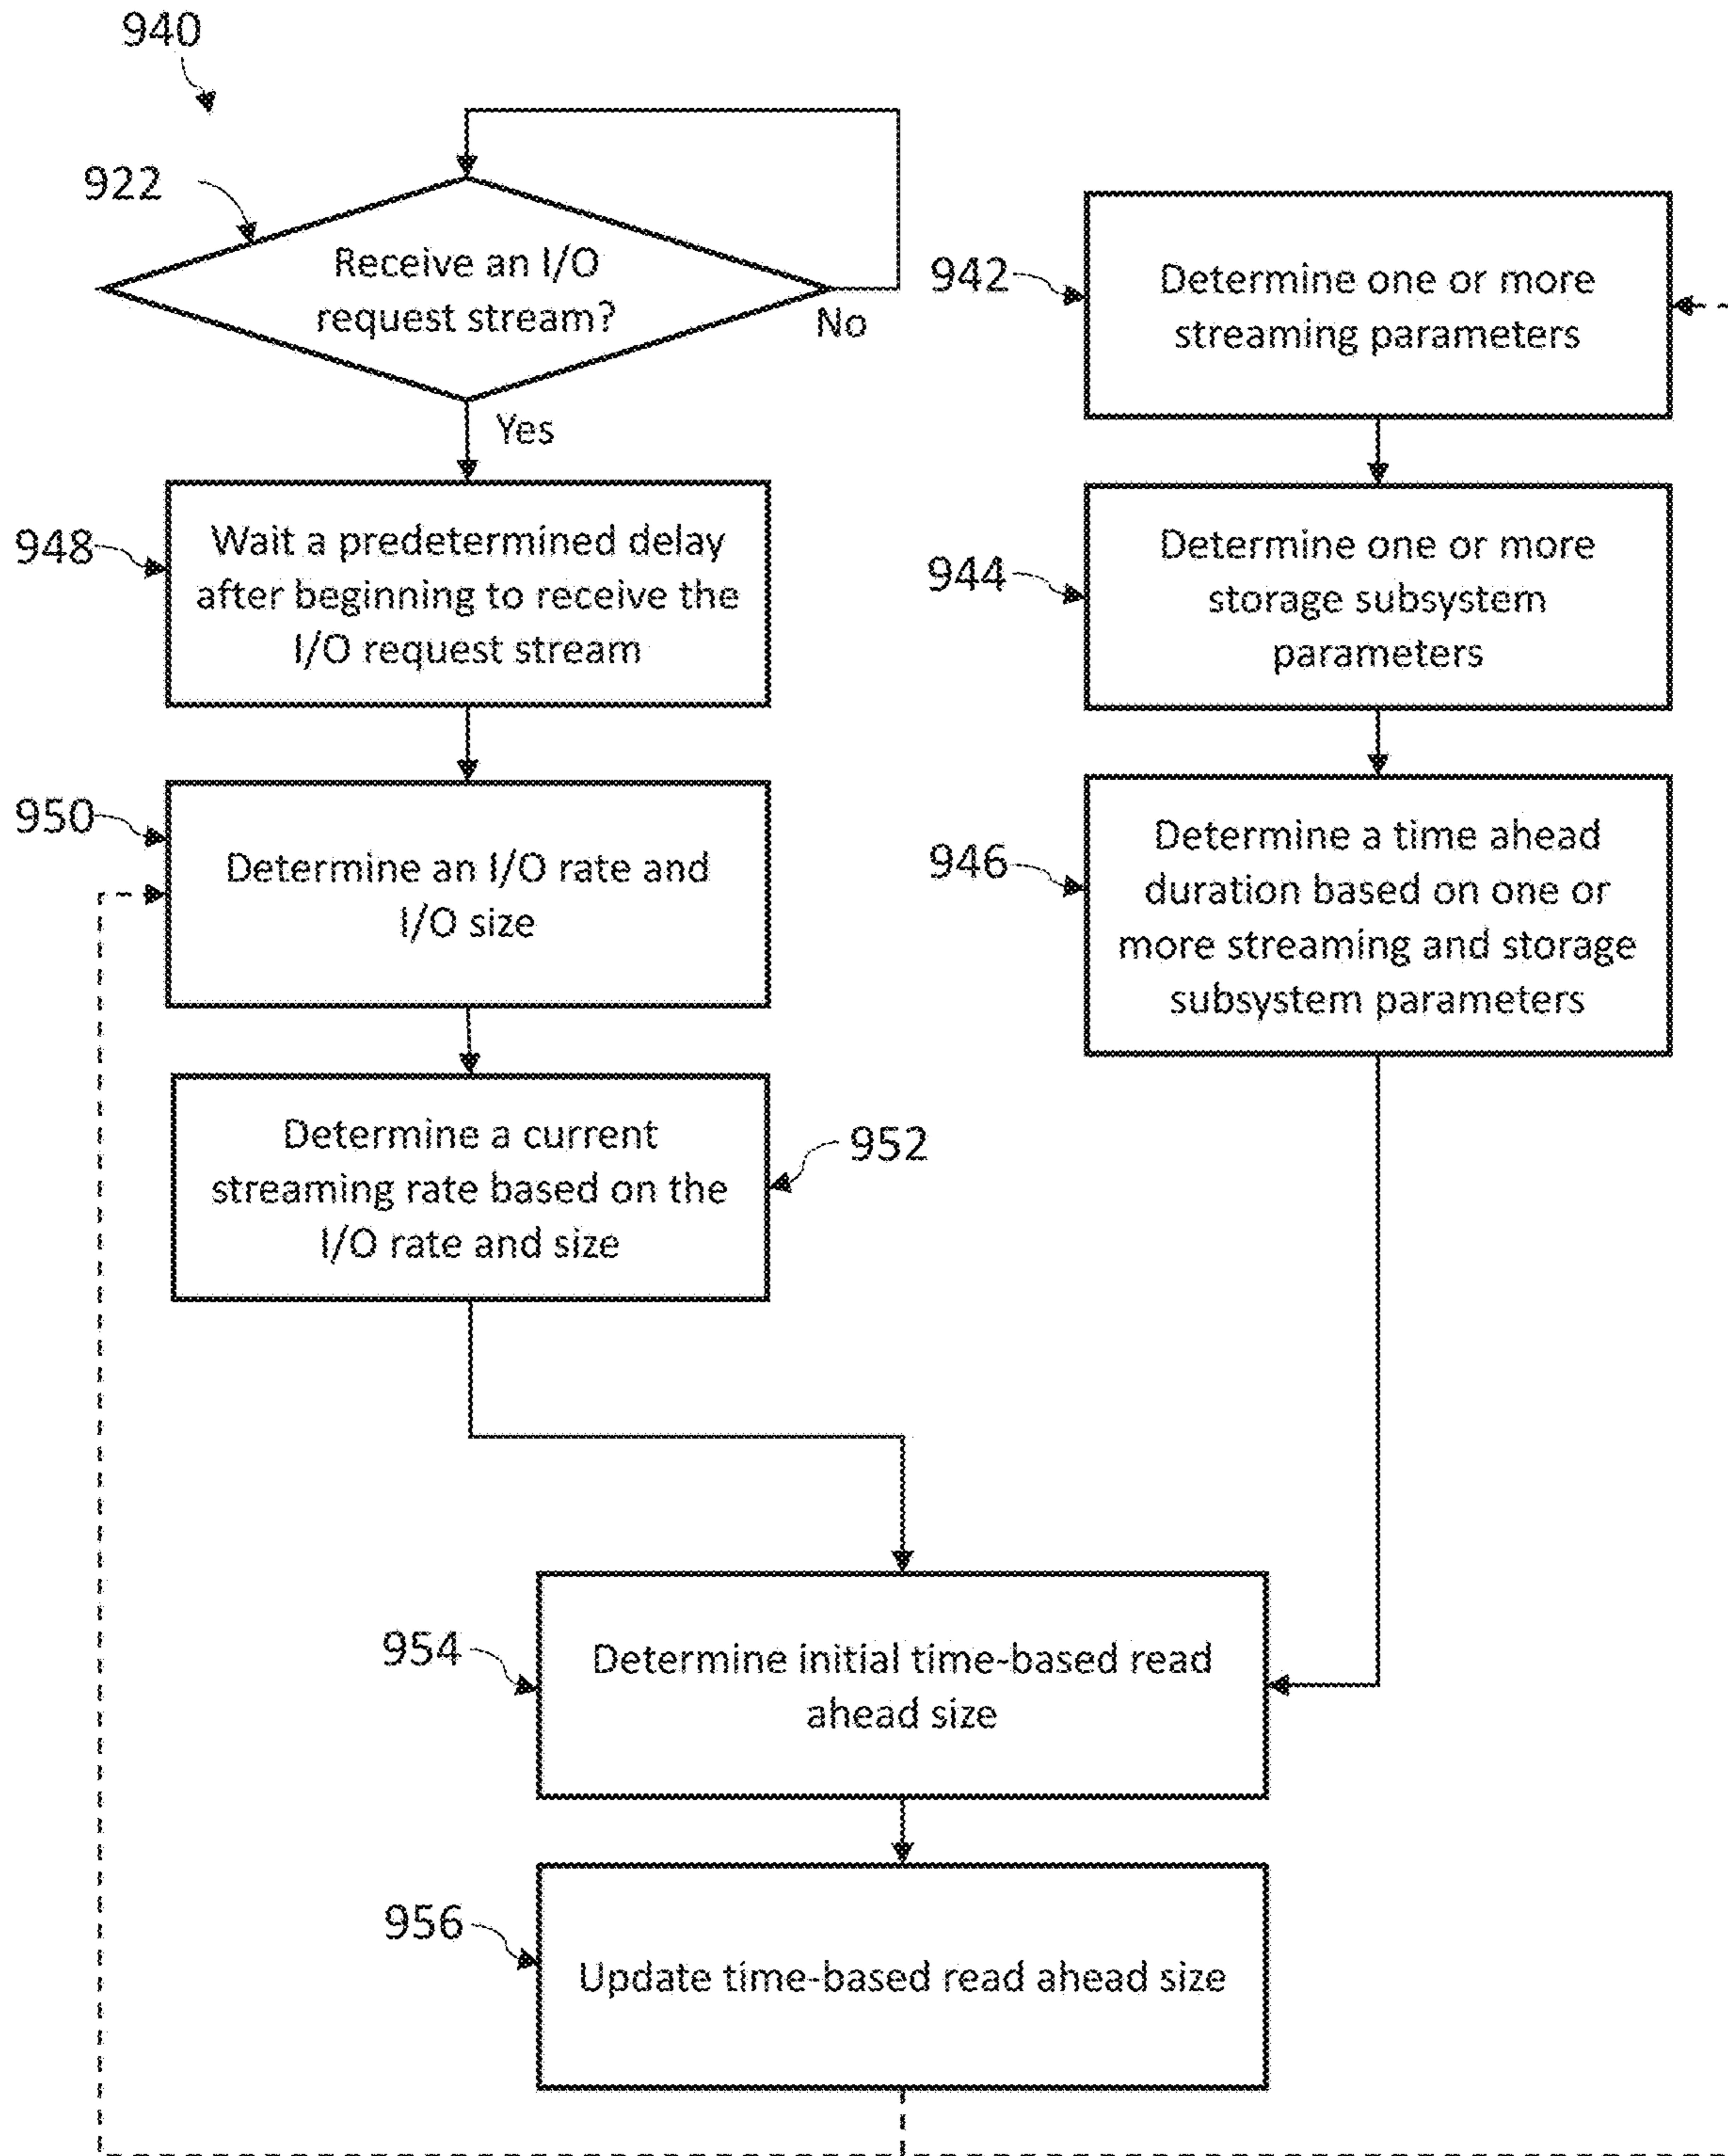 940
922
Receive an I/O
request stream?
No
Yes
948
Wait a predetermined delay
after beginning to receive the
I/O request stream
950
Determine an I/O rate and
I/O size
Determine a current
streaming rate based on the
I/O rate and size
952
942
Determine one or more
streaming parameters
944
Determine one or more
storage subsystem
parameters
946
Determine a time ahead
duration based on one or
more streaming and storage
subsystem parameters
954
Determine initial time-based read
ahead size
956
Update time-based read ahead size